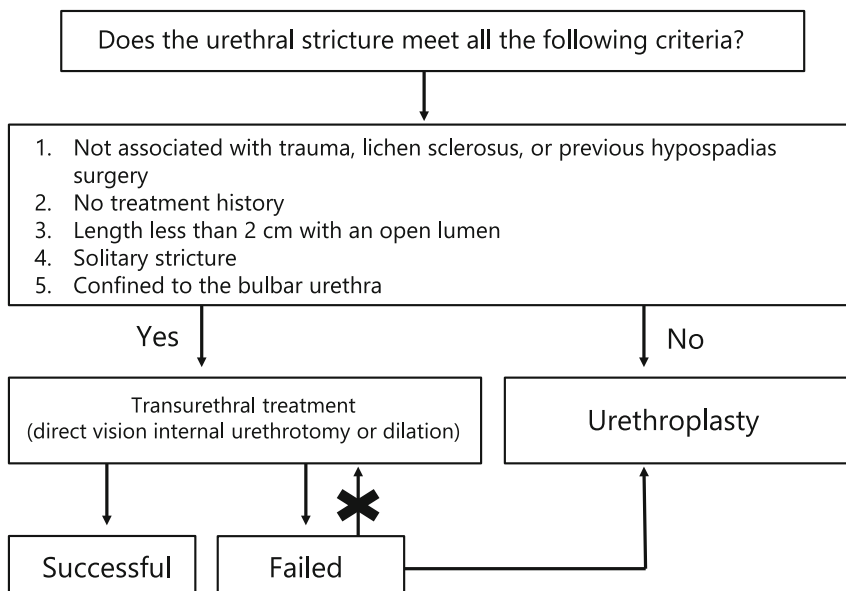 Does the urethral stricture meet all the following criteria?
1. Not associated with trauma, lichen sclerosus, or previous hypospadias
surgery
2. No treatment history
3. Length less than 2 cm with an open lumen
4. Solitary stricture
5. Confined to the bulbar urethra
Yes
No
Transurethral treatment
(direct vision internal urethrotomy or dilation)
Urethroplasty
Successful
Failed